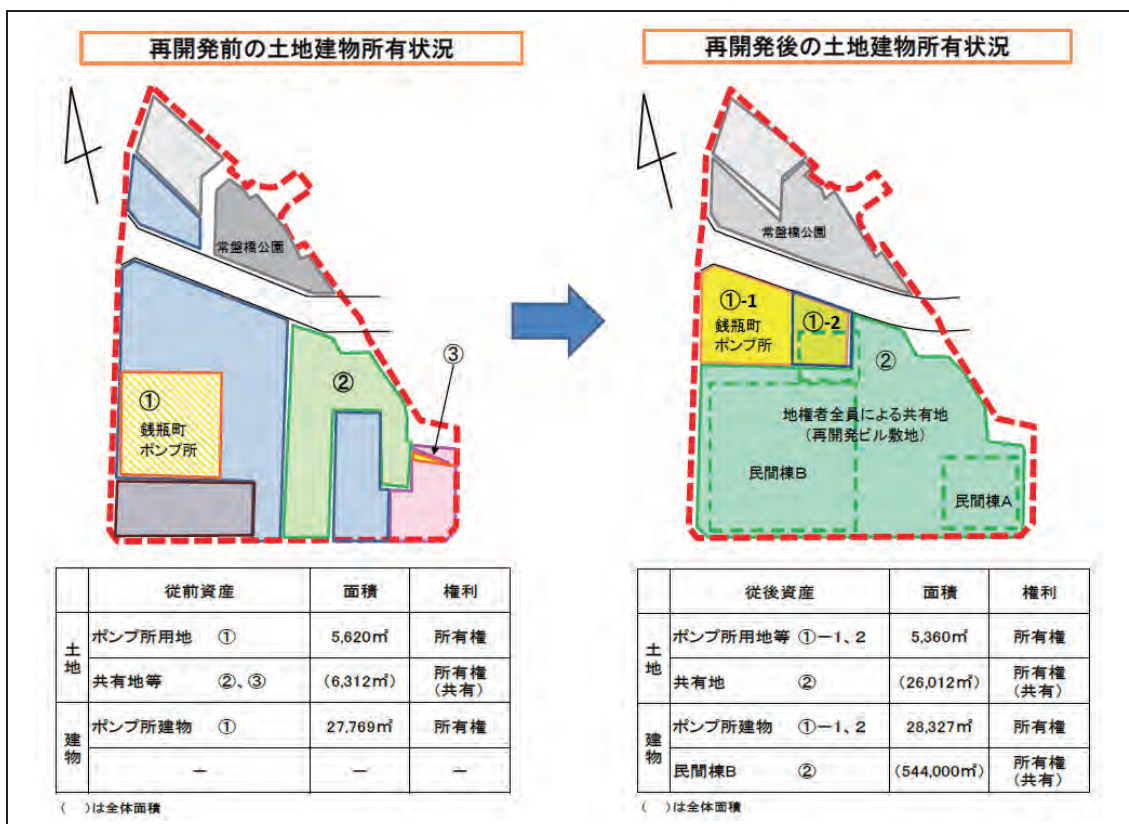 再開発前の土地建物所有状況
常盤橋公園
③
②
①
銭瓶町
ポンプ所
従前資産 面積 権利
土地
ポンプ所用地 ① 5,620㎡ 所有権
共有地等 ②、③ (6,312㎡) 所有権
(共有)
建物
ポンプ所建物 ① 27,769㎡ 所有権
－ － －
( )は全体面積
再開発後の土地建物所有状況
常盤橋公園
①-1
銭瓶町
ポンプ所
①-2
②
地権者全員による共有地
(再開発ビル敷地)
民間棟B
民間棟A
従後資産 面積 権利
土地
ポンプ所用地等 ①－1、2 5,360㎡ 所有権
共有地 ② (26,012㎡) 所有権
(共有)
建物
ポンプ所建物 ①－1、2 28,327㎡ 所有権
民間棟B ② (544,000㎡) 所有権
(共有)
( )は全体面積